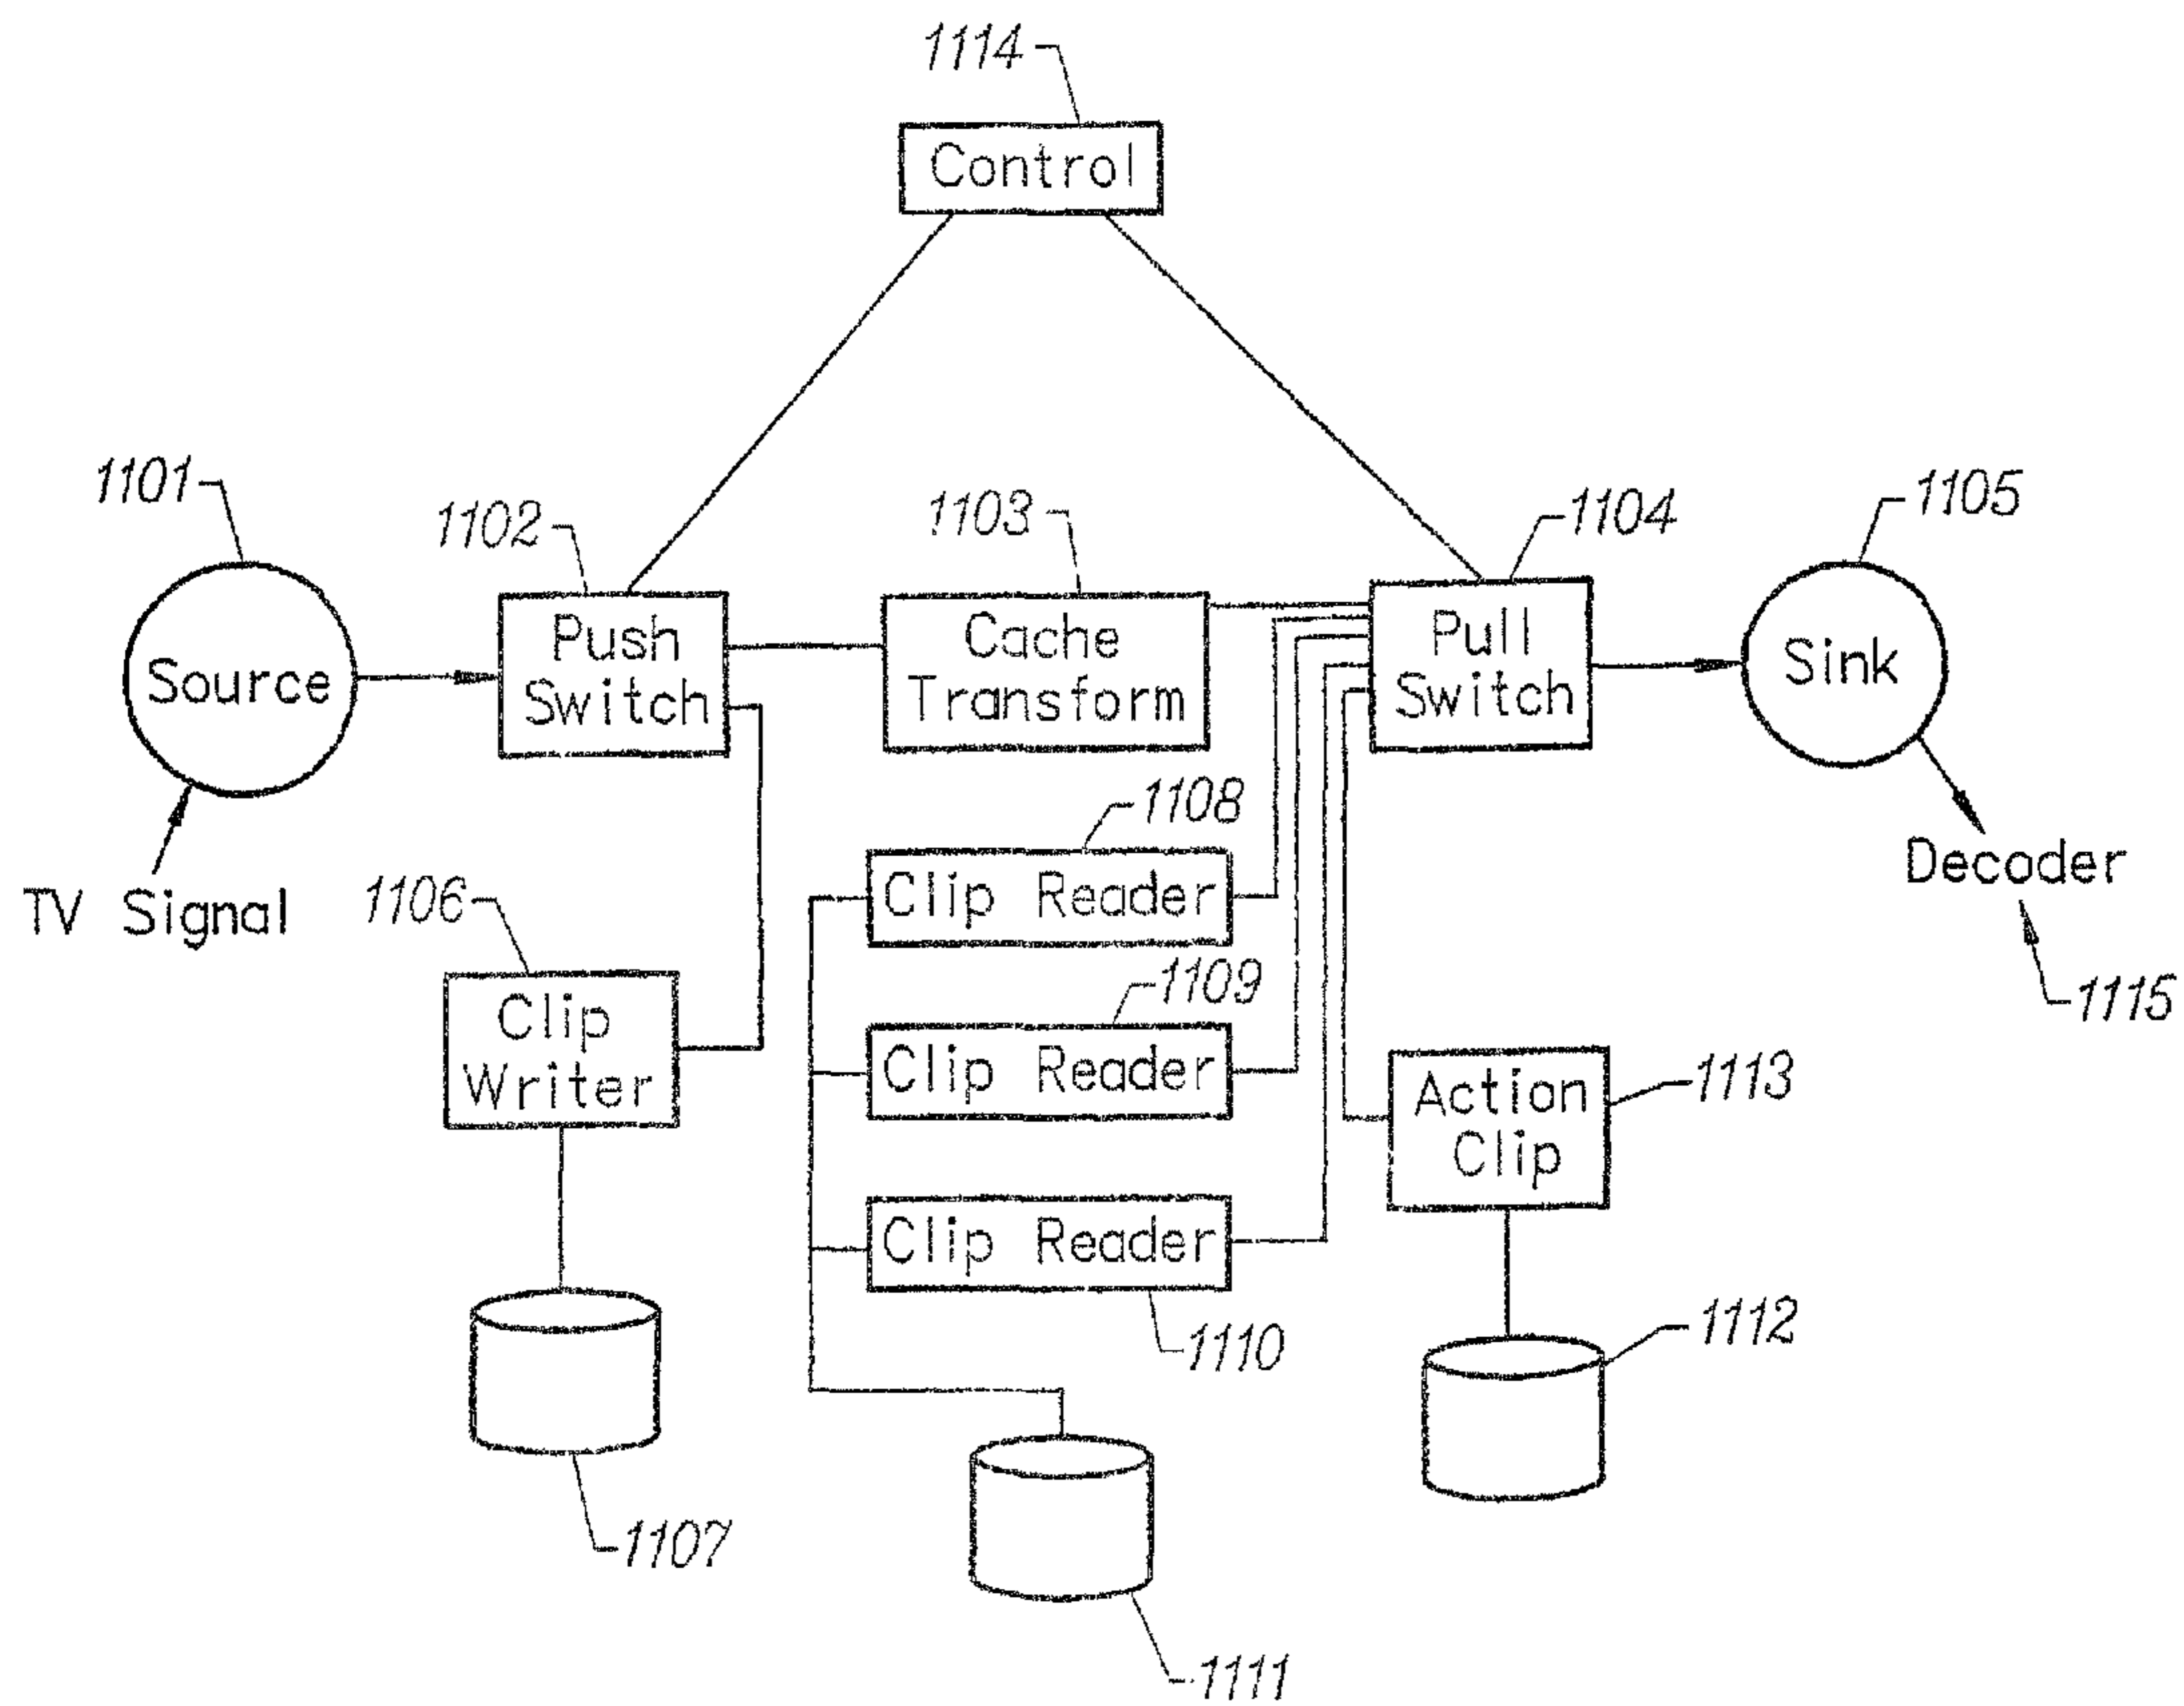 1114
Control
1101
1102
1103
1104
1105
Source
Push
Switch
Cache
Transform
Pull
Switch
Sink
TV Signal
Decoder
1115
1106
Clip
Writer
1108
Clip Reader
1109
Clip Reader
Clip Reader
1110
Action
Clip
1113
1107
1111
1112